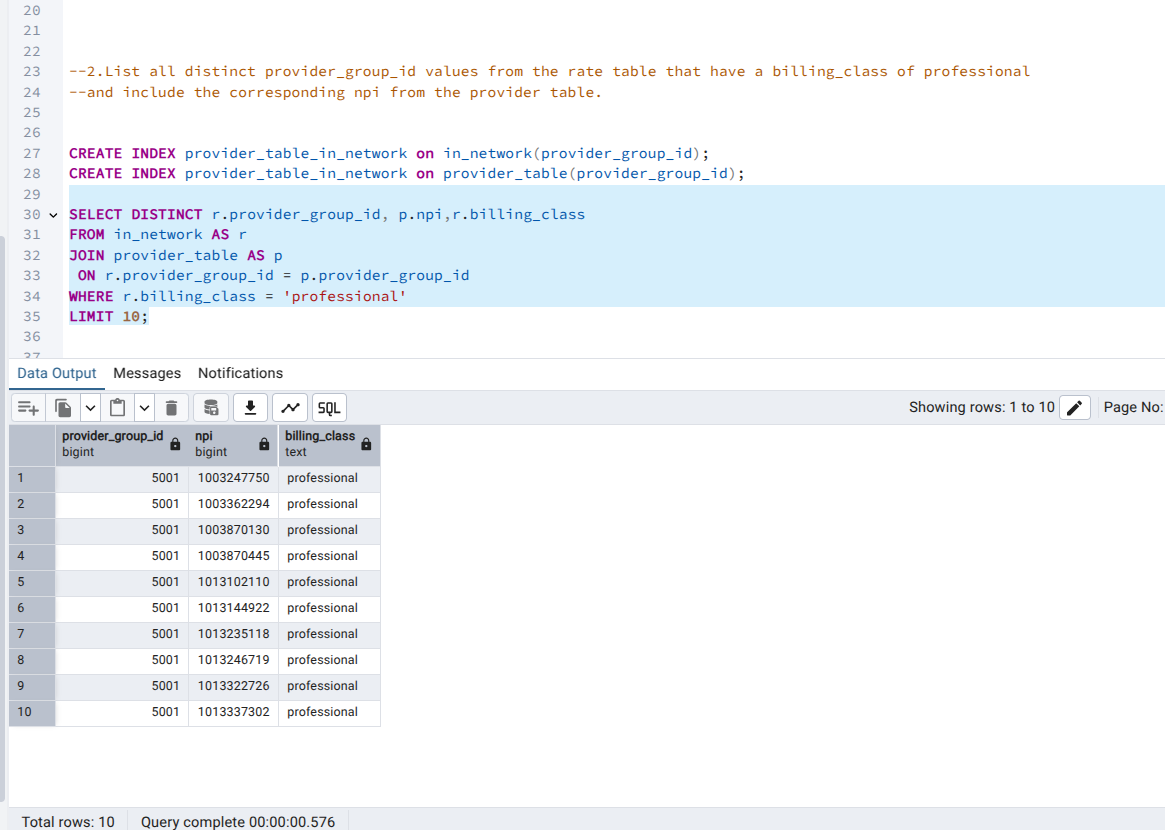 20
21
22
23 --2.List all distinct provider_group_id values from the rate table that have a billing_class of professional
24 --and include the corresponding npi from the provider table.
25
26
27 CREATE INDEX provider_table_in_network on in_network(provider_group_id);
28 CREATE INDEX provider_table_in_network on provider_table(provider_group_id);
29
30 SELECT DISTINCT r.provider_group_id, p.npi,r.billing_class
31 FROM in_network AS r
32 JOIN provider_table AS p
33 ON r.provider_group_id = p.provider_group_id
34 WHERE r.billing_class = 'professional'
35 LIMIT 10;
36
37
Data Output Messages Notifications
SQL Showing rows: 1 to 10 Page No:
provider_group_id npi billing_class
bigint bigint text
1 5001 1003247750 professional
2 5001 1003362294 professional
3 5001 1003870130 professional
4 5001 1003870445 professional
5 5001 1013102110 professional
6 5001 1013144922 professional
7 5001 1013235118 professional
8 5001 1013246719 professional
9 5001 1013322726 professional
10 5001 1013337302 professional
Total rows: 10 Query complete 00:00:00.576